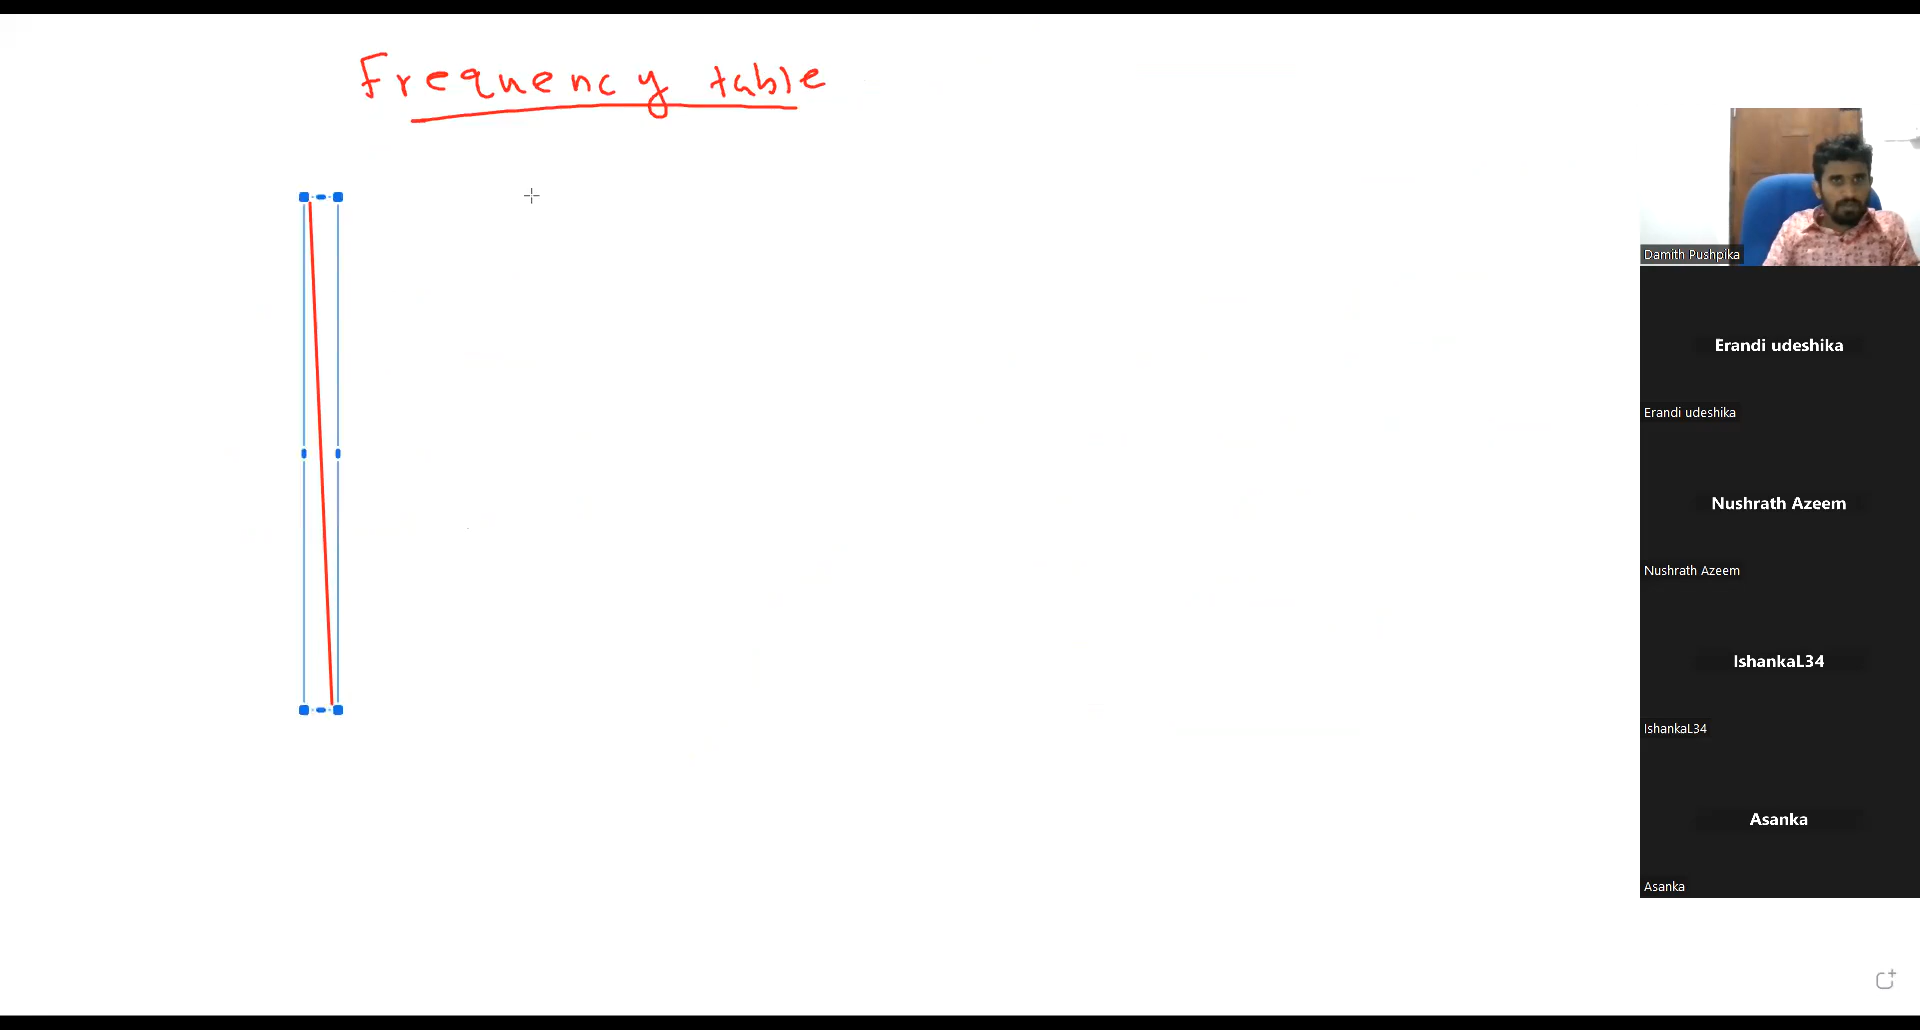 Frequency table
Damith Pushpika
Erandi udeshika
Erandi udeshika
Nushrath Azeem
Nushrath Azeem
IshankaL34
IshankaL34
Asanka
Asanka